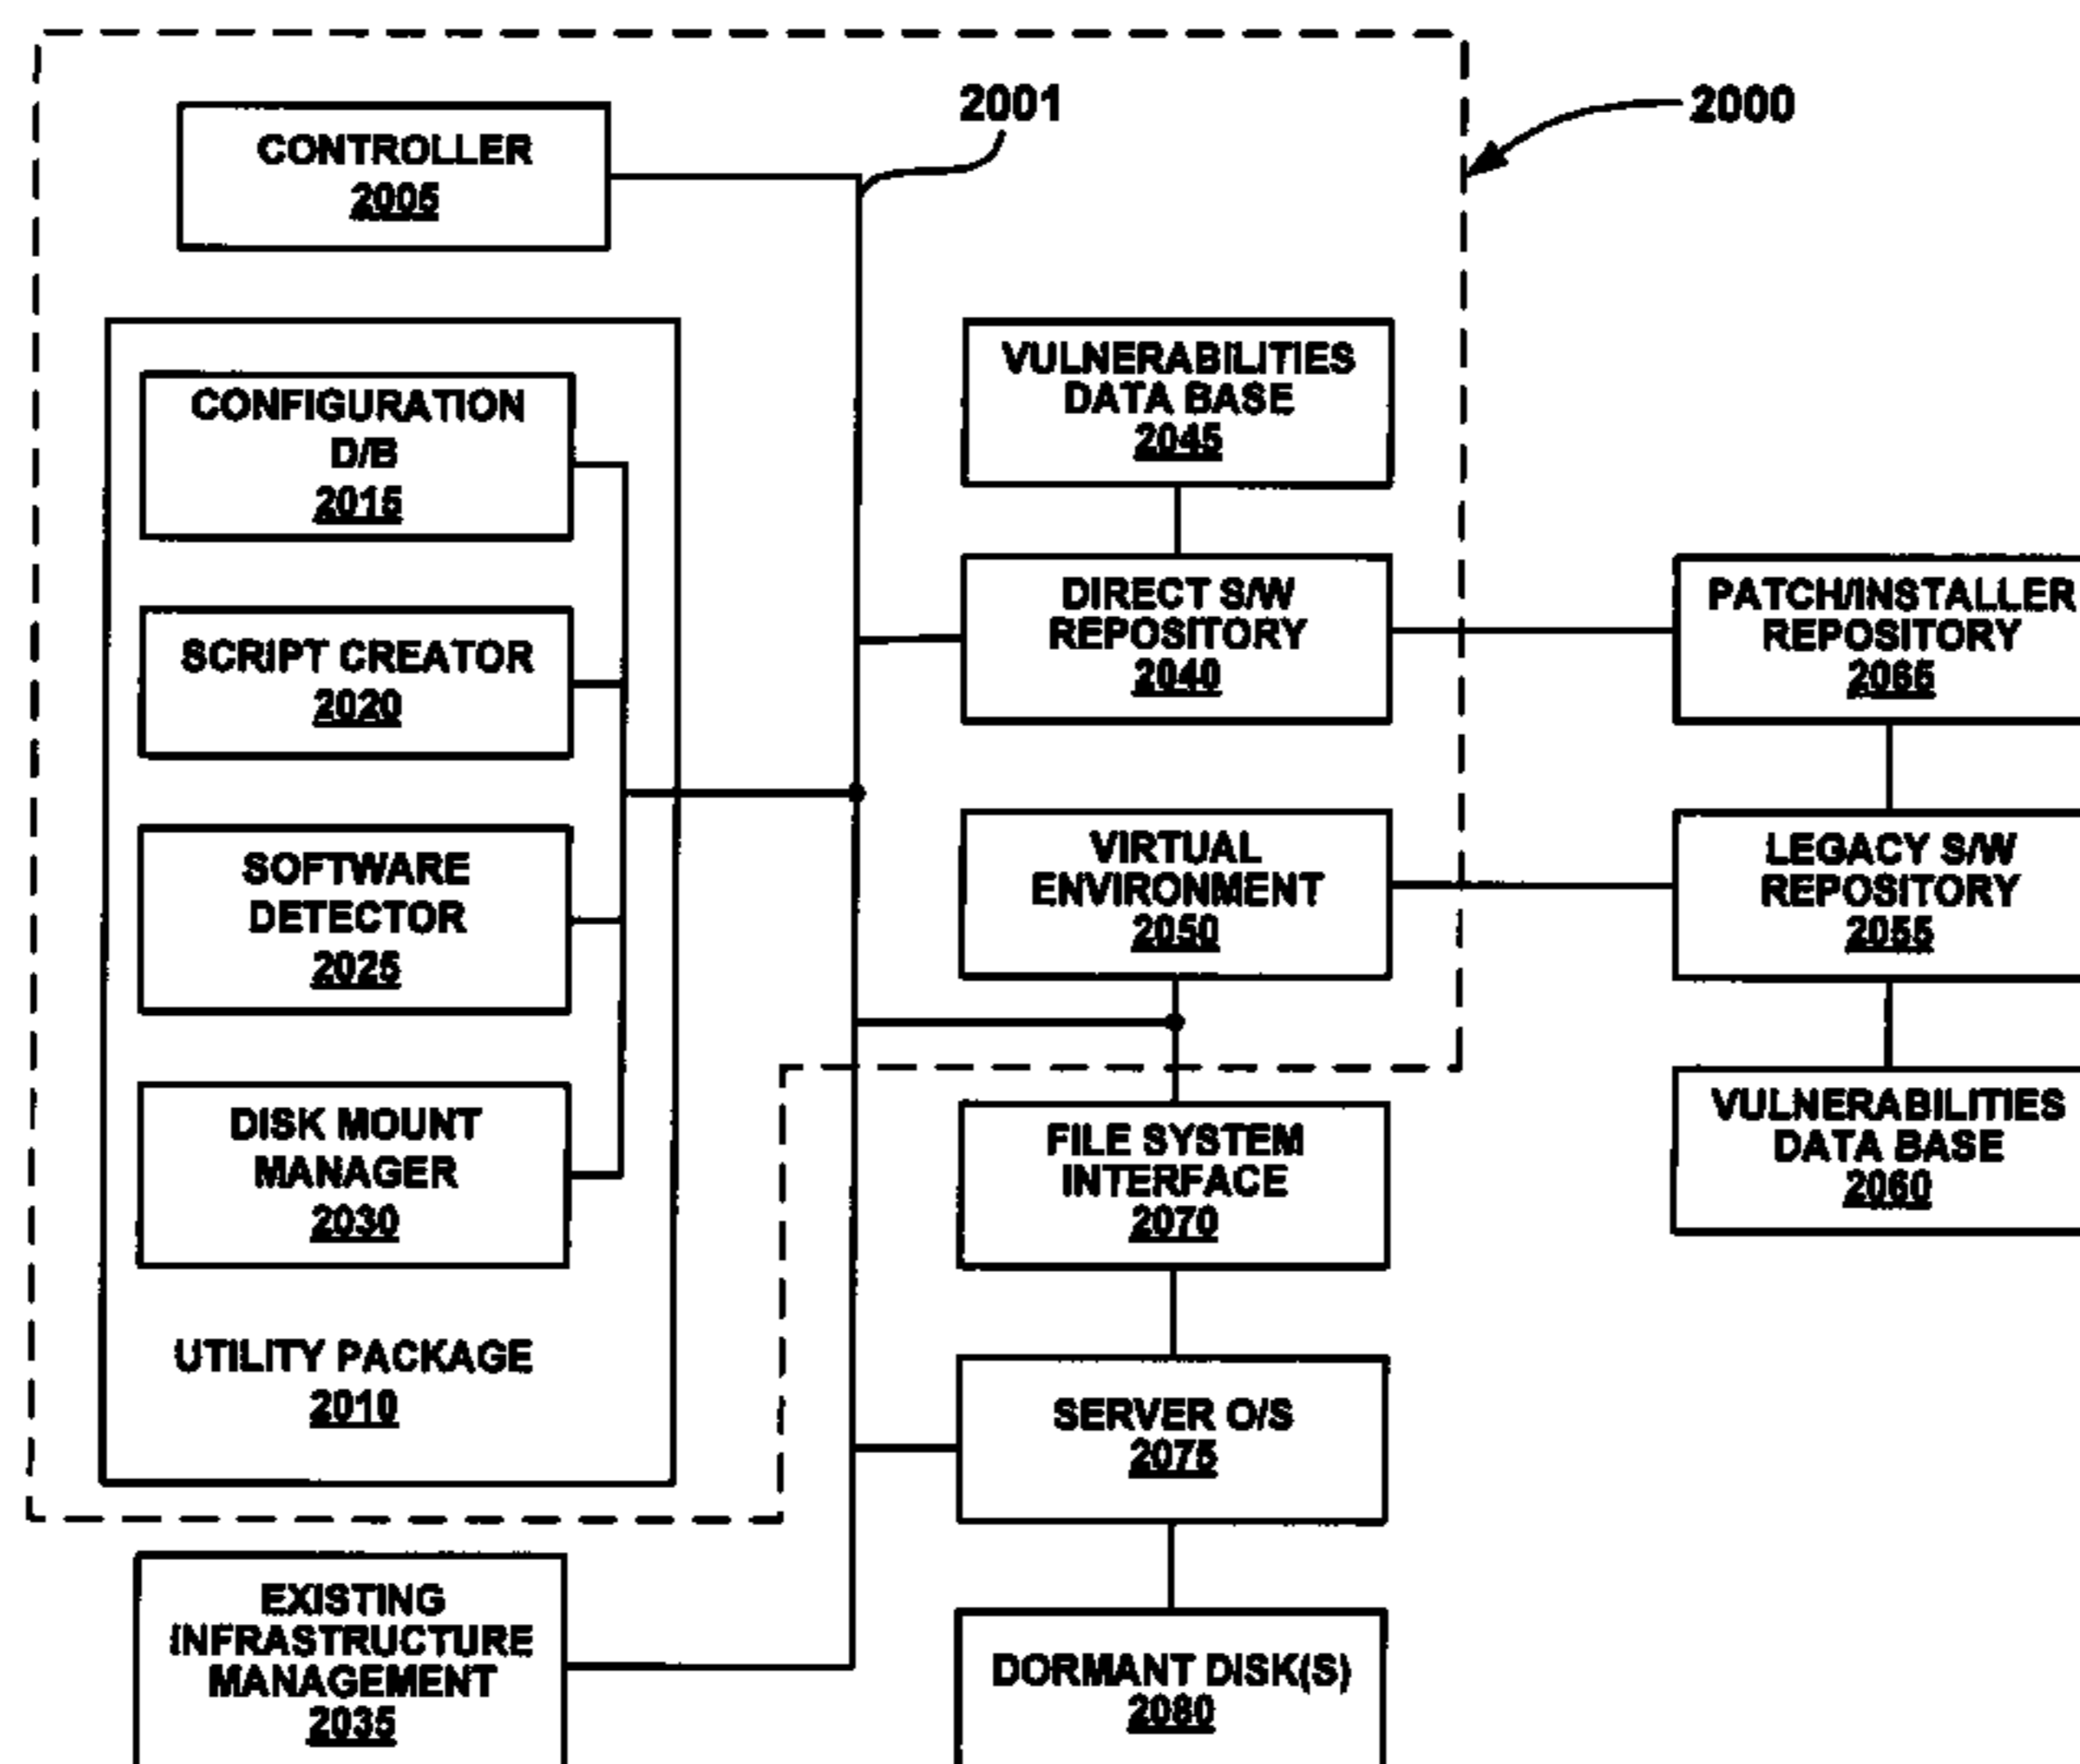 2001
2000
CONTROLLER
2005
VULNERABILITIES
DATA BASE
2045
CONFIGURATION
D/B
2015
DIRECT S/W
REPOSITORY
2040
PATCH/INSTALLER
REPOSITORY
2065
SCRIPT CREATOR
2020
VIRTUAL
ENVIRONMENT
2050
LEGACY S/W
REPOSITORY
2055
SOFTWARE
DETECTOR
2025
DISK MOUNT
MANAGER
2030
FILE SYSTEM
INTERFACE
2070
VULNERABILITIES
DATA BASE
2060
UTILITY PACKAGE
2010
SERVER O/S
2075
EXISTING
INFRASTRUCTURE
MANAGEMENT
2035
DORMANT DISK(S)
2080